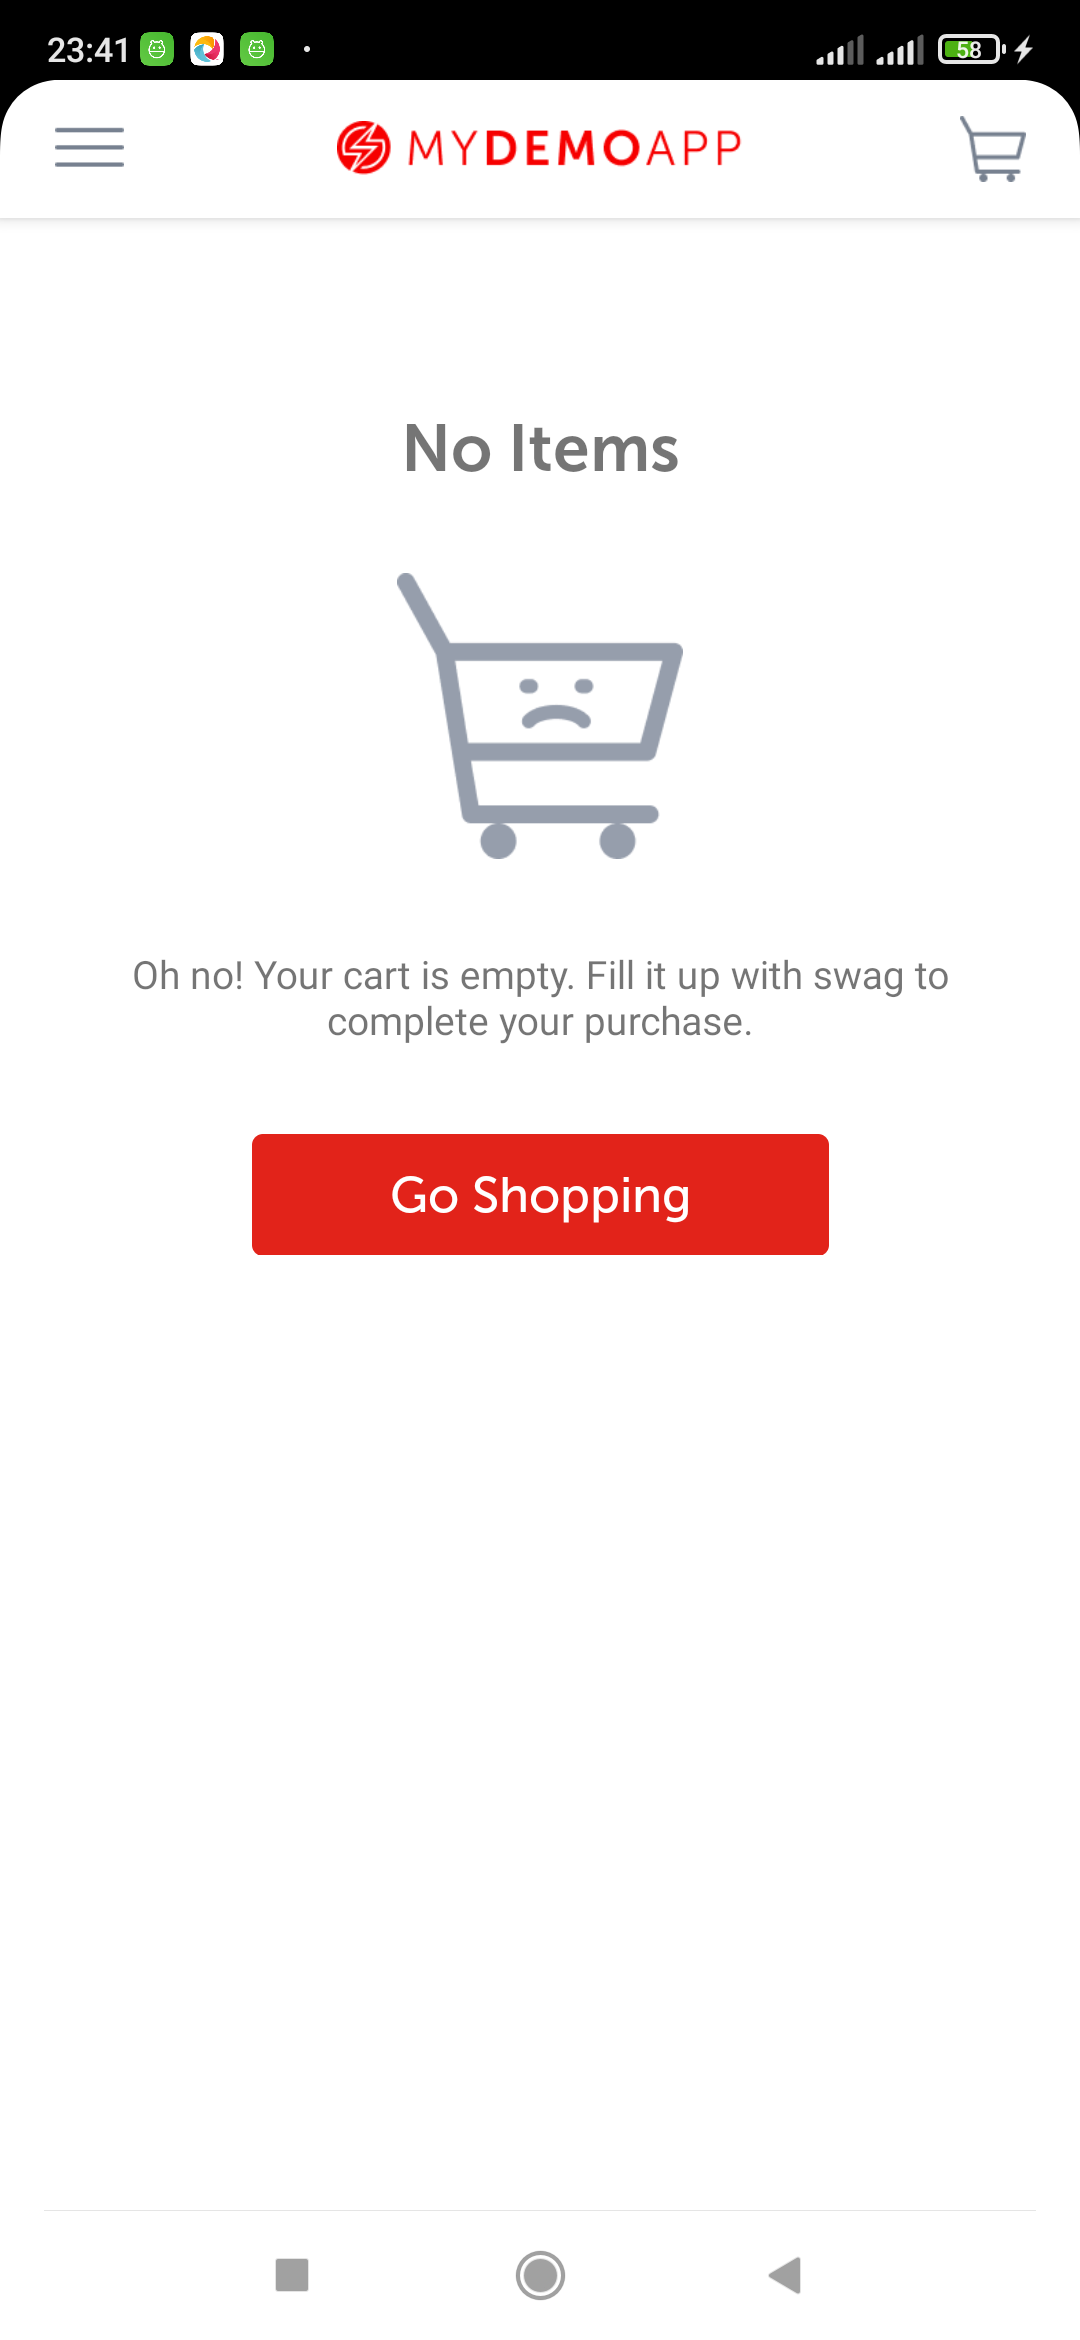 23:41
58
MYDEMOAPP
No Items
Oh no! Your cart is empty. Fill it up with swag to
complete your purchase.
Go Shopping